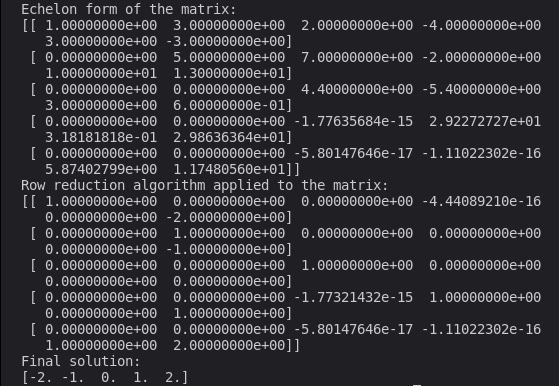 Echelon form of the matrix:
[[ 1.00000000e+00  3.00000000e+00  2.00000000e+00 -4.00000000e+00
   3.00000000e+00 -3.00000000e+00]
 [ 0.00000000e+00  5.00000000e+00  7.00000000e+00 -2.00000000e+00
   1.00000000e+01  1.30000000e+01]
 [ 0.00000000e+00  0.00000000e+00  4.40000000e+00 -5.40000000e+00
   3.00000000e+00  6.00000000e-01]
 [ 0.00000000e+00  0.00000000e+00 -1.77635684e-15  2.92272727e+01
   3.18181818e-01  2.98636364e+01]
 [ 0.00000000e+00  0.00000000e+00 -5.80147646e-17 -1.11022302e-16
   5.87402799e+00  1.17480560e+01]]
Row reduction algorithm applied to the matrix:
[[ 1.00000000e+00  0.00000000e+00  0.00000000e+00 -4.44089210e-16
   0.00000000e+00 -2.00000000e+00]
 [ 0.00000000e+00  1.00000000e+00  0.00000000e+00  0.00000000e+00
   0.00000000e+00 -1.00000000e+00]
 [ 0.00000000e+00  0.00000000e+00  1.00000000e+00  0.00000000e+00
   0.00000000e+00  0.00000000e+00]
 [ 0.00000000e+00  0.00000000e+00 -1.77321432e-15  1.00000000e+00
   0.00000000e+00  1.00000000e+00]
 [ 0.00000000e+00  0.00000000e+00 -5.80147646e-17 -1.11022302e-16
   1.00000000e+00  2.00000000e+00]]
Final solution:
[-2. -1.  0.  1.  2.]